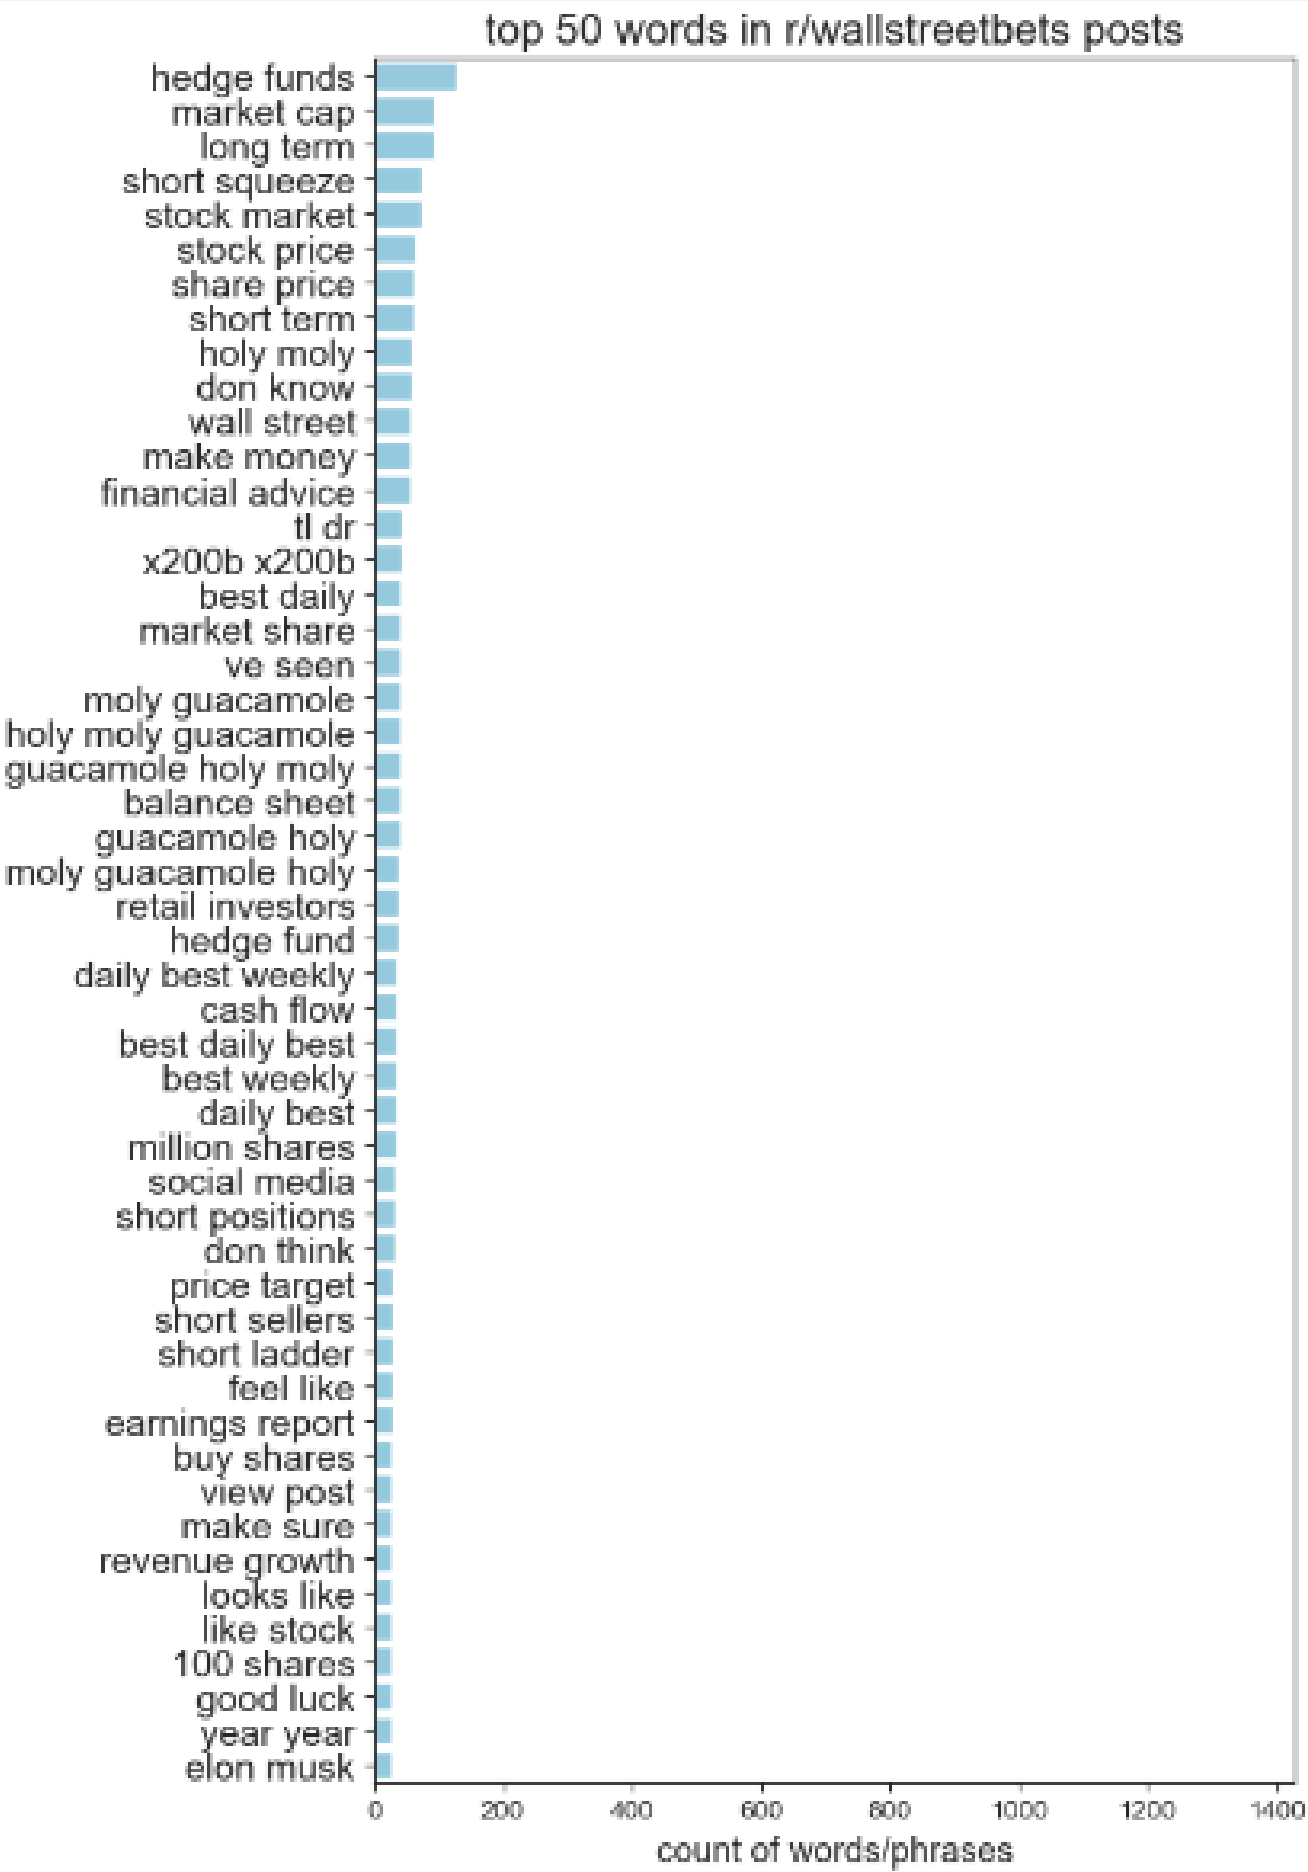 top 50 words in r/wallstreetbets posts
hedge funds
market cap
long term
short squeeze
stock market
stock price
share price
short term
holy moly
don know
wall street
make money
financial advice
tl dr
x200b x200b
best daily
market share
ve seen
moly guacamole
holy moly guacamole
guacamole holy moly
balance sheet
guacamole holy
moly guacamole holy
retail investors
hedge fund
daily best weekly
cash flow
best daily best
best weekly
daily best
million shares
social media
short positions
don think
price target
short sellers
short ladder
feel like
earnings report
buy shares
view post
make sure
revenue growth
looks like
like stock
100 shares
good luck
year year
elon musk
0 200 400 600 800 1000 1200 1400
count of words/phrases